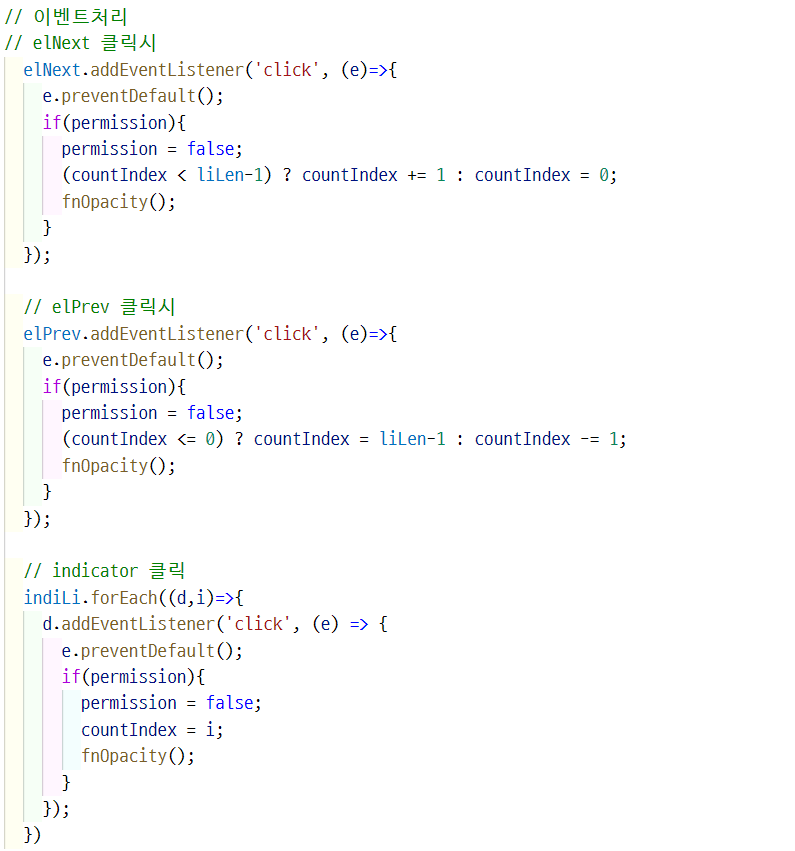 // 이벤트처리
// elNext 클릭시
elNext.addEventListener('click', (e)=>{
e.preventDefault();
if(permission){
permission = false;
(countIndex < liLen-1) ? countIndex += 1 : countIndex = 0;
fnOpacity();
}
});
// elPrev 클릭시
elPrev.addEventListener('click', (e)=>{
e.preventDefault();
if(permission){
permission = false;
(countIndex <= 0) ? countIndex = liLen-1 : countIndex -= 1;
fnOpacity();
}
});
// indicator 클릭
indiLi.forEach((d,i)=>{
d.addEventListener('click', (e) => {
e.preventDefault();
if(permission){
permission = false;
countIndex = i;
fnOpacity();
}
});
})